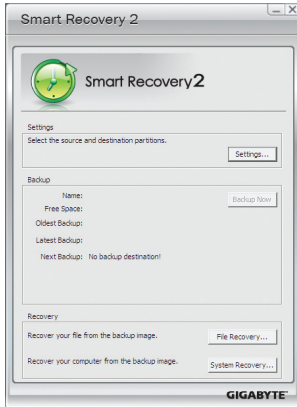 Smart Recovery 2
Smart Recovery2
Settings
Select the source and destination partitions.
Settings...
Backup
Name:
Backup Now
Free Space:
Oldest Backup:
Latest Backup:
Next Backup: No backup destination!
Recovery
Recover your file from the backup image.
File Recovery...
Recover your computer from the backup image.
System Recovery...
GIGABYTE™